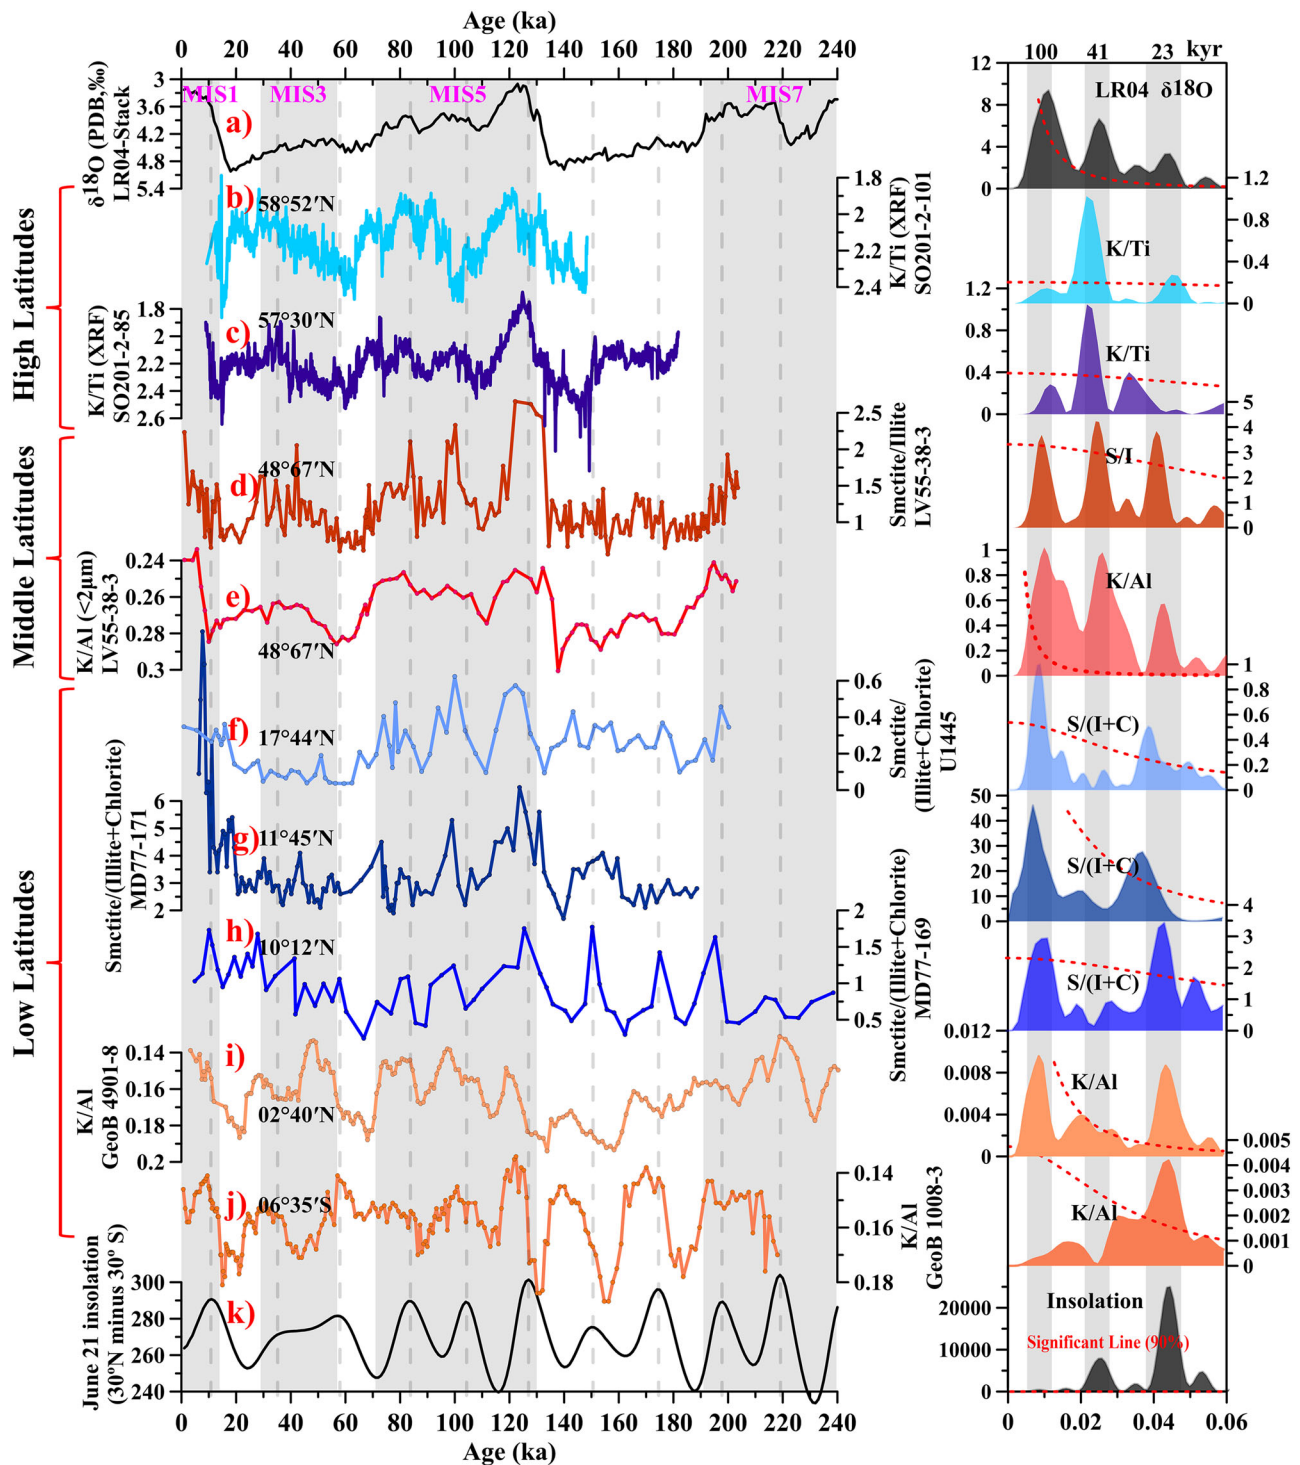 Age (ka)
0 20 40 60 80 100 120 140 160 180 200 220 240
100 41 23 kyr
MIS1 MIS3 MIS5 MIS7
a)
3
3.6
4.2
4.8
5.4
δ18O (PDB,‰)
LR04-Stack
12
8
4
0
LR04 δ18O
High Latitudes
b) 58°52′N
1.8
2
2.2
2.4
K/Ti (XRF)
SO201-2-101
1.2
0.8
0.4
0
K/Ti
c) 57°30′N
1.8
2
2.2
2.4
2.6
K/Ti (XRF)
SO201-2-85
1.2
0.8
0.4
0
K/Ti
Middle Latitudes
d) 48°67′N
2.5
2
1.5
1
Smctite/Illite
LV55-38-3
5
4
3
2
1
0
S/I
e)
48°67′N
0.24
0.26
0.28
0.3
K/Al (<2μm)
LV55-38-3
1
0.8
0.6
0.4
0.2
0
K/Al
Low Latitudes
f) 17°44′N
0.6
0.4
0.2
0
Smctite/
(Illite+Chlorite)
U1445
1
0.8
0.6
0.4
0.2
0
S/(I+C)
g) 11°45′N
6
5
4
3
2
Smctite/(Illite+Chlorite)
MD77-171
50
40
30
20
10
0
S/(I+C)
h) 10°12′N
2
1.5
1
0.5
Smctite/(Illite+Chlorite)
MD77-169
4
3
2
1
0
S/(I+C)
i)
02°40′N
0.14
0.16
0.18
0.2
K/Al
GeoB 4901-8
0.012
0.008
0.004
0
K/Al
j) 06°35′S
0.14
0.16
0.18
K/Al
GeoB 1008-3
0.005
0.004
0.003
0.002
0.001
0
K/Al
k)
300
280
260
240
June 21 insolation
(30°N minus 30° S)
20000
10000
0
Insolation
Significant Line (90%)
0 20 40 60 80 100 120 140 160 180 200 220 240
Age (ka)
0 0.02 0.04 0.06